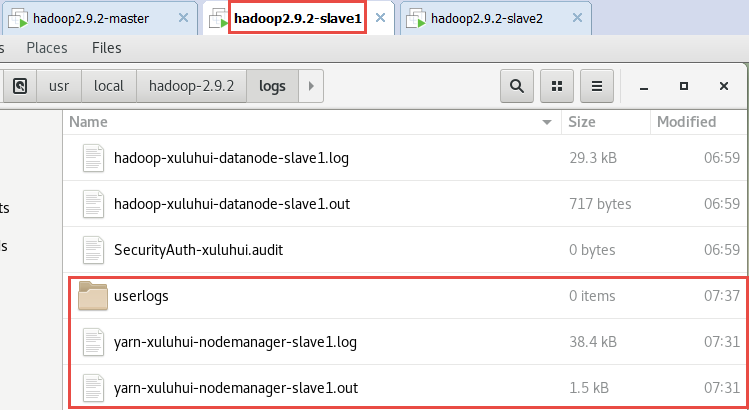 hadoop2.9.2-master
hadoop2.9.2-slave1
hadoop2.9.2-slave2
s Places Files
usr local hadoop-2.9.2 logs
Name Size Modified
hadoop-xuluhui-datanode-slave1.log 29.3 kB 06:59
hadoop-xuluhui-datanode-slave1.out 717 bytes 06:59
ts
SecurityAuth-xuluhui.audit 0 bytes 06:59
ds
userlogs 0 items 07:37
yarn-xuluhui-nodemanager-slave1.log 38.4 kB 07:31
yarn-xuluhui-nodemanager-slave1.out 1.5 kB 07:31